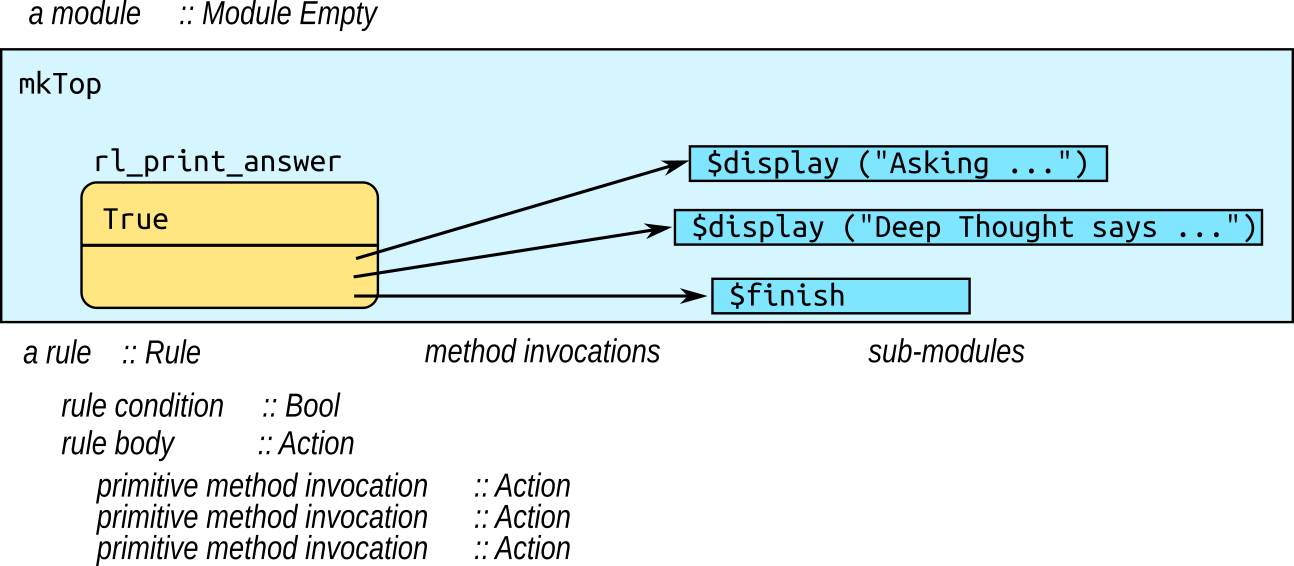 a module :: Module Empty
mkTop
rl_print_answer
True
$display ("Asking ...")
$display ("Deep Thought says ...")
$finish
a rule :: Rule
method invocations
sub-modules
rule condition :: Bool
rule body :: Action
primitive method invocation :: Action
primitive method invocation :: Action
primitive method invocation :: Action